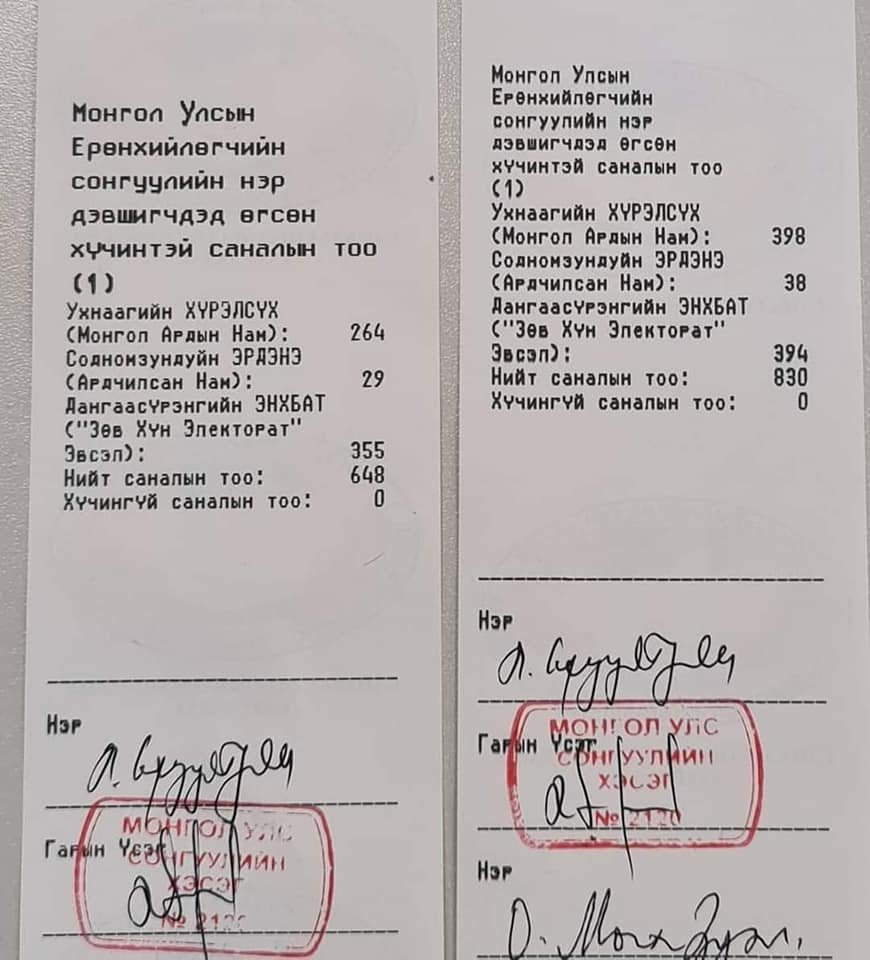 Монгол Улсын
Ерөнхийлөгчийн
сонгуулийн нэр
дэвшигчдэд өгсөн
хүчинтэй саналын тоо
(1)
Ухнаагийн ХҮРЭЛСҮХ
(Монгол Ардын Нам): 264
Содномзундуйн ЭРДЭНЭ
(Ардчилсан Нам): 29
Дангаасүрэнгийн ЭНХБАТ
("Зөв Хүн Электорат"
Эвсэл): 355
Нийт саналын тоо: 648
Хүчингүй саналын тоо: 0
Нэр
Гарын Үсэг
МОНГОЛ УЛС
СОНГУУЛИЙН
ХЭСЭГ
Монгол Улсын
Ерөнхийлөгчийн
сонгуулийн нэр
дэвшигчдэд өгсөн
хүчинтэй саналын тоо
(1)
Ухнаагийн ХҮРЭЛСҮХ
(Монгол Ардын Нам): 398
Содномзундуйн ЭРДЭНЭ
(Ардчилсан Нам): 38
Дангаасүрэнгийн ЭНХБАТ
("Зөв Хүн Электорат"
Эвсэл): 394
Нийт саналын тоо: 830
Хүчингүй саналын тоо: 0
Нэр
Гарын Үсэг
МОНГОЛ УЛС
СОНГУУЛИЙН
ХЭСЭГ
№ 2120
Нэр